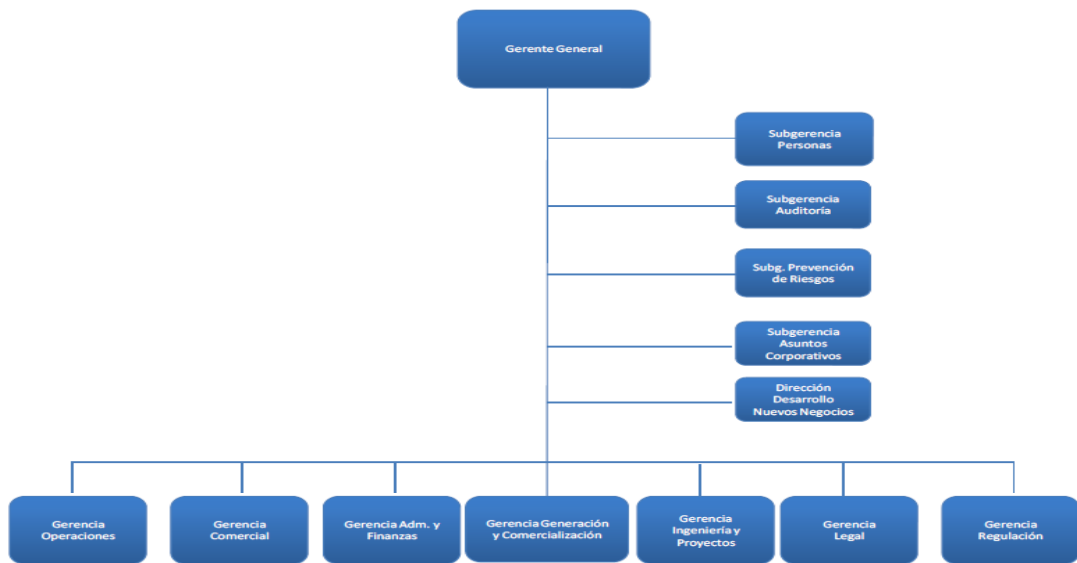 Gerente General
Subgerencia
Personas
Subgerencia
Auditoría
Subg. Prevención
de Riesgos
Subgerencia
Asuntos
Corporativos
Dirección
Desarrollo
Nuevos Negocios
Gerencia
Operaciones
Gerencia
Comercial
Gerencia Adm. y
Finanzas
Gerencia Generación
y Comercialización
Gerencia
Ingeniería y
Proyectos
Gerencia
Legal
Gerencia
Regulación